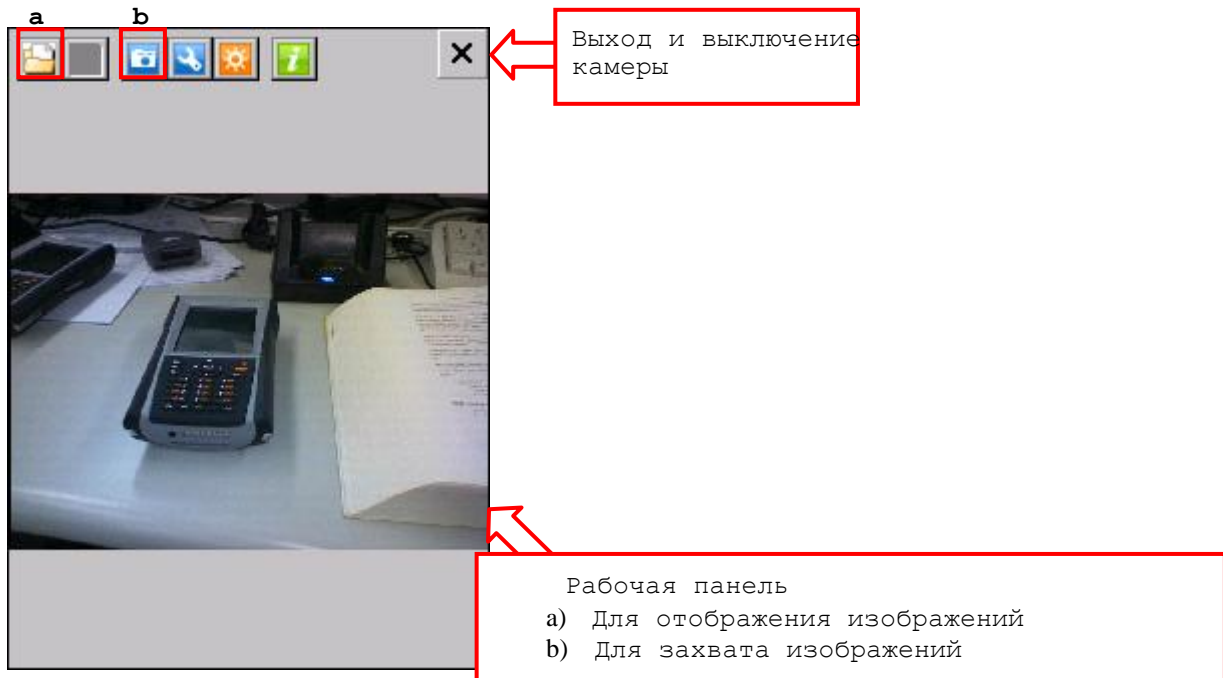 a b
Выход и выключение
камеры
Рабочая панель
a) Для отображения изображений
b) Для захвата изображений